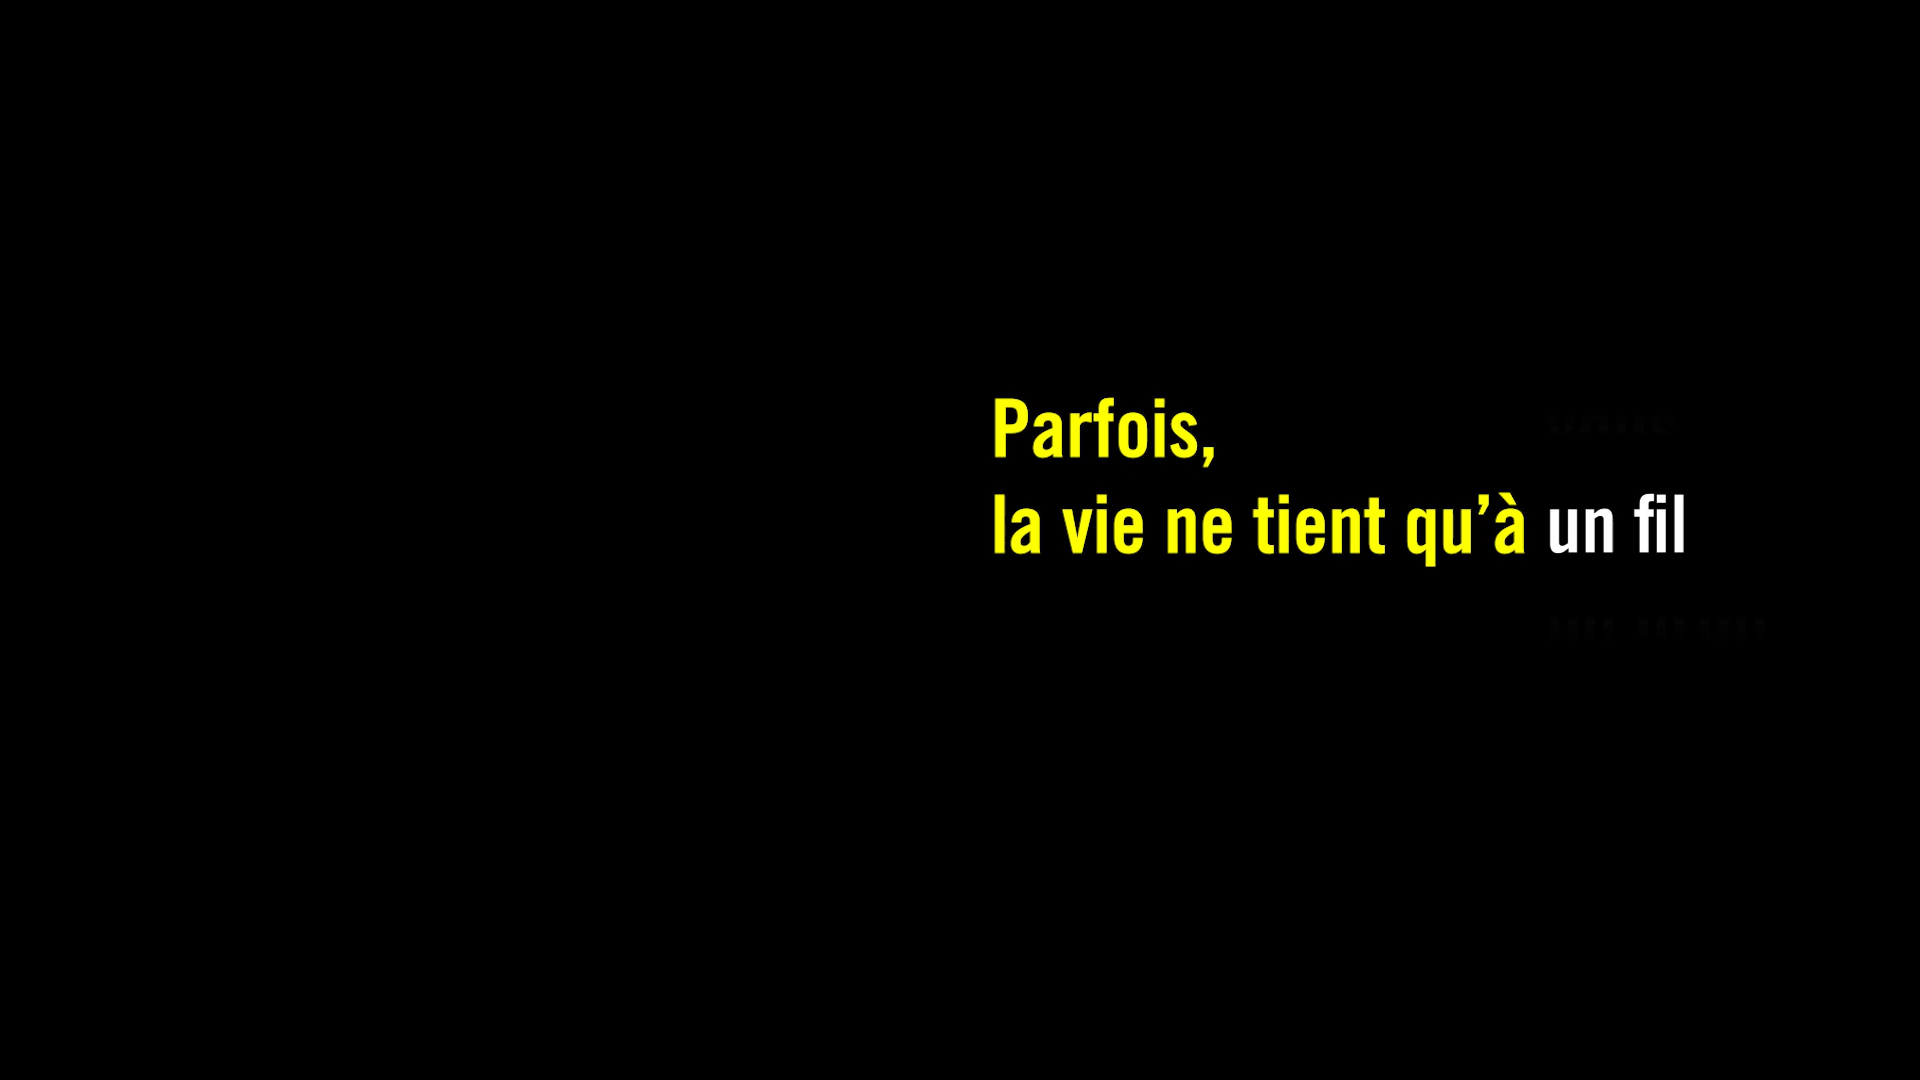 Parfois,
la vie ne tient qu’à un fil